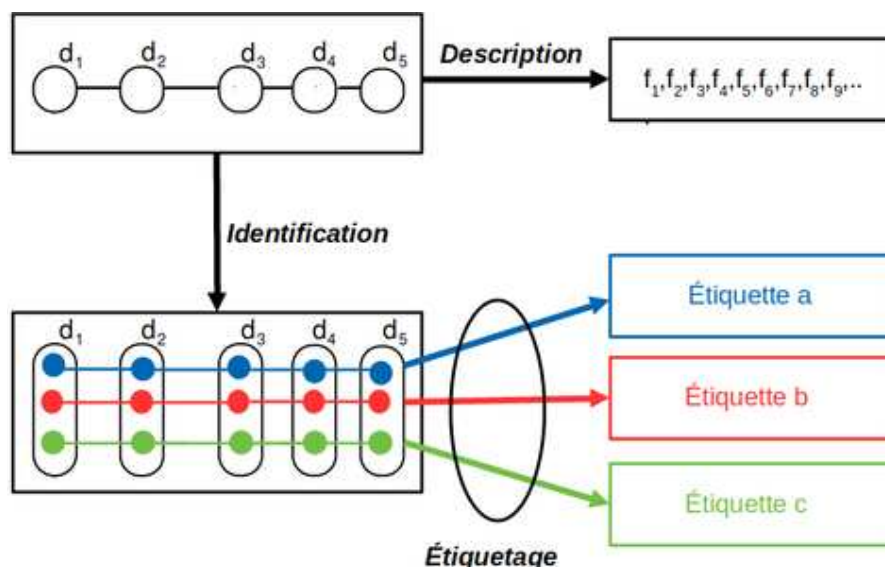 d1 d2 d3 d4 d5
Description
f1,f2,f3,f4,f5,f6,f7,f8,f9,..
Identification
d1 d2 d3 d4 d5
Étiquette a
Étiquette b
Étiquette c
Étiquetage